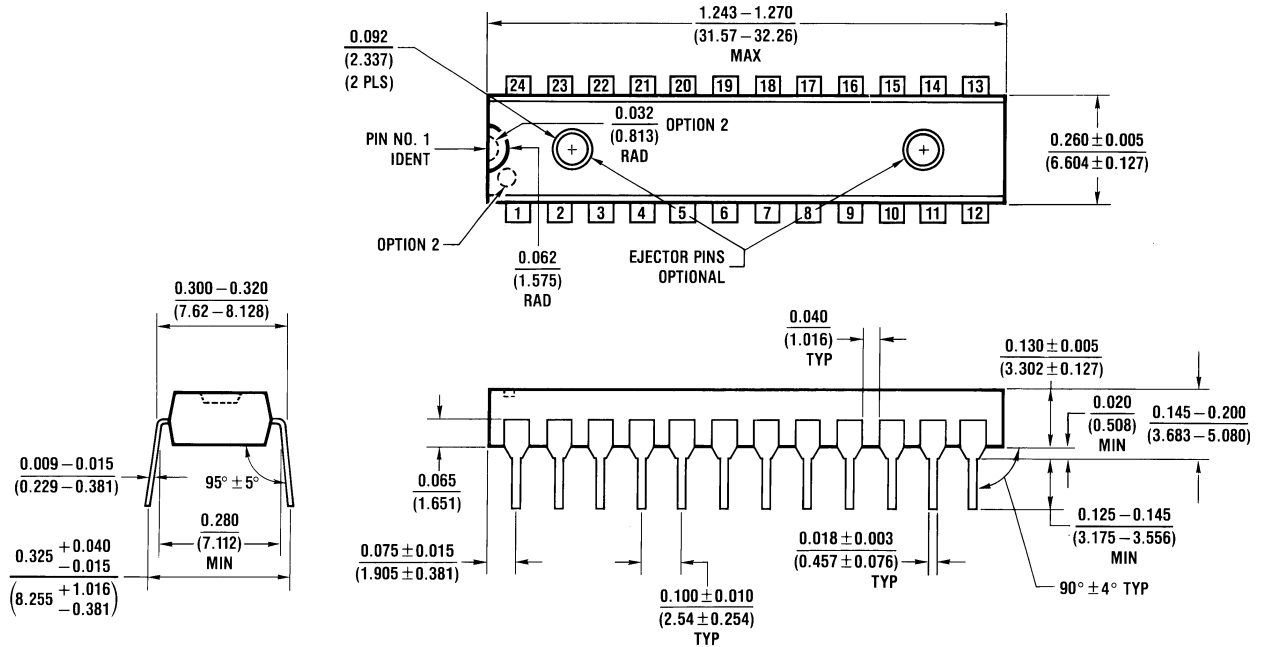 1.243 – 1.270
(31.57 – 32.26)
MAX
0.092
(2.337)
(2 PLS)
24 23 22 21 20 19 18 17 16 15 14 13
0.032
(0.813)
RAD
OPTION 2
PIN NO. 1
IDENT
0.260 ± 0.005
(6.604 ± 0.127)
1 2 3 4 5 6 7 8 9 10 11 12
OPTION 2
0.062
(1.575)
RAD
EJECTOR PINS
OPTIONAL
0.300 – 0.320
(7.62 – 8.128)
0.009 – 0.015
(0.229 – 0.381)
95° ± 5°
0.280
(7.112)
MIN
0.325 +0.040
–0.015
(8.255 +1.016
–0.381)
0.040
(1.016)
TYP
0.130 ± 0.005
(3.302 ± 0.127)
0.020
(0.508)
MIN
0.145 – 0.200
(3.683 – 5.080)
0.065
(1.651)
0.075 ± 0.015
(1.905 ± 0.381)
0.100 ± 0.010
(2.54 ± 0.254)
TYP
0.018 ± 0.003
(0.457 ± 0.076)
TYP
0.125 – 0.145
(3.175 – 3.556)
MIN
90° ± 4° TYP